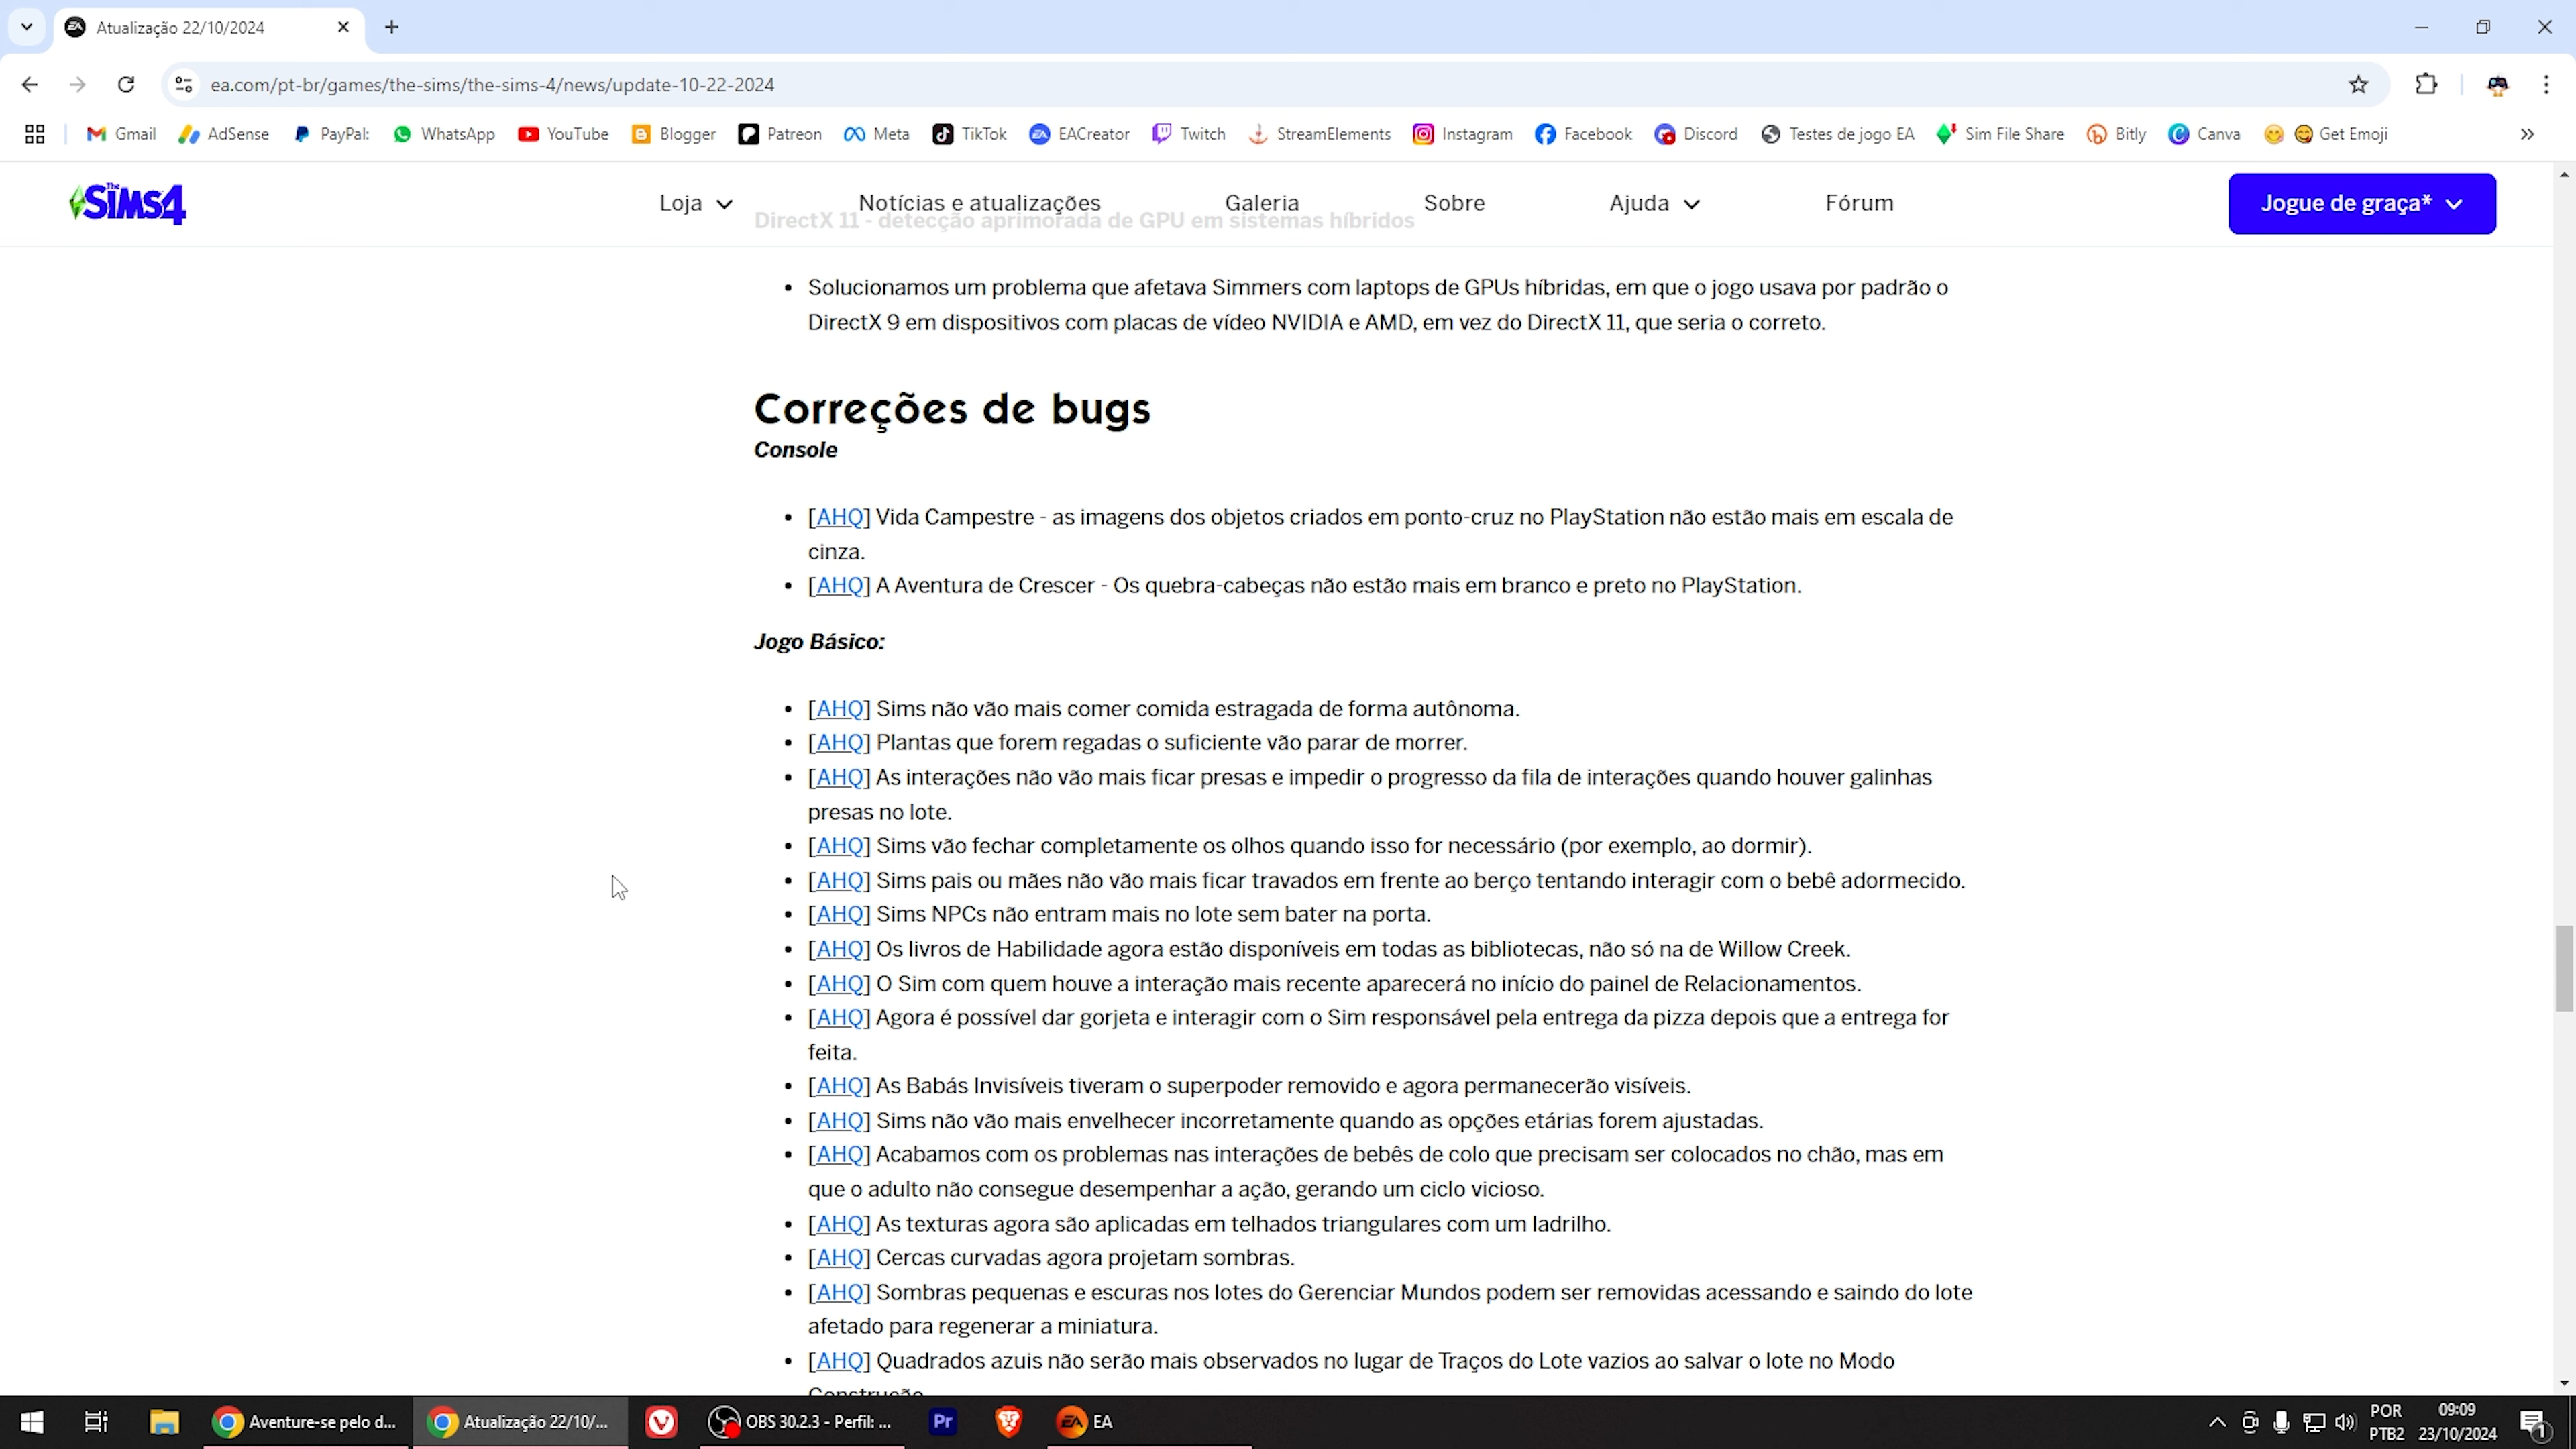 Atualização 22/10/2024
ea.com/pt-br/games/the-sims/the-sims-4/news/update-10-22-2024
Gmail AdSense PayPal: WhatsApp YouTube Blogger Patreon Meta TikTok EACreator Twitch StreamElements Instagram Facebook Discord Testes de jogo EA Sim File Share Bitly Canva Get Emoji
The SIMS4 Loja Notícias e atualizações Galeria Sobre Ajuda Fórum Jogue de graça*
DirectX 11 - detecção aprimorada de GPU em sistemas híbridos
• Solucionamos um problema que afetava Simmers com laptops de GPUs híbridas, em que o jogo usava por padrão o
DirectX 9 em dispositivos com placas de vídeo NVIDIA e AMD, em vez do DirectX 11, que seria o correto.
Correções de bugs
Console
• [AHQ] Vida Campestre - as imagens dos objetos criados em ponto-cruz no PlayStation não estão mais em escala de
cinza.
• [AHQ] A Aventura de Crescer - Os quebra-cabeças não estão mais em branco e preto no PlayStation.
Jogo Básico:
• [AHQ] Sims não vão mais comer comida estragada de forma autônoma.
• [AHQ] Plantas que forem regadas o suficiente vão parar de morrer.
• [AHQ] As interações não vão mais ficar presas e impedir o progresso da fila de interações quando houver galinhas
presas no lote.
• [AHQ] Sims vão fechar completamente os olhos quando isso for necessário (por exemplo, ao dormir).
• [AHQ] Sims pais ou mães não vão mais ficar travados em frente ao berço tentando interagir com o bebê adormecido.
• [AHQ] Sims NPCs não entram mais no lote sem bater na porta.
• [AHQ] Os livros de Habilidade agora estão disponíveis em todas as bibliotecas, não só na de Willow Creek.
• [AHQ] O Sim com quem houve a interação mais recente aparecerá no início do painel de Relacionamentos.
• [AHQ] Agora é possível dar gorjeta e interagir com o Sim responsável pela entrega da pizza depois que a entrega for
feita.
• [AHQ] As Babás Invisíveis tiveram o superpoder removido e agora permanecerão visíveis.
• [AHQ] Sims não vão mais envelhecer incorretamente quando as opções etárias forem ajustadas.
• [AHQ] Acabamos com os problemas nas interações de bebês de colo que precisam ser colocados no chão, mas em
que o adulto não consegue desempenhar a ação, gerando um ciclo vicioso.
• [AHQ] As texturas agora são aplicadas em telhados triangulares com um ladrilho.
• [AHQ] Cercas curvadas agora projetam sombras.
• [AHQ] Sombras pequenas e escuras nos lotes do Gerenciar Mundos podem ser removidas acessando e saindo do lote
afetado para regenerar a miniatura.
• [AHQ] Quadrados azuis não serão mais observados no lugar de Traços do Lote vazios ao salvar o lote no Modo
Construção
Aventure-se pelo d... Atualização 22/10/... OBS 30.2.3 - Perfil: ... Pr EA EA POR 09:09
PTB2 23/10/2024 1